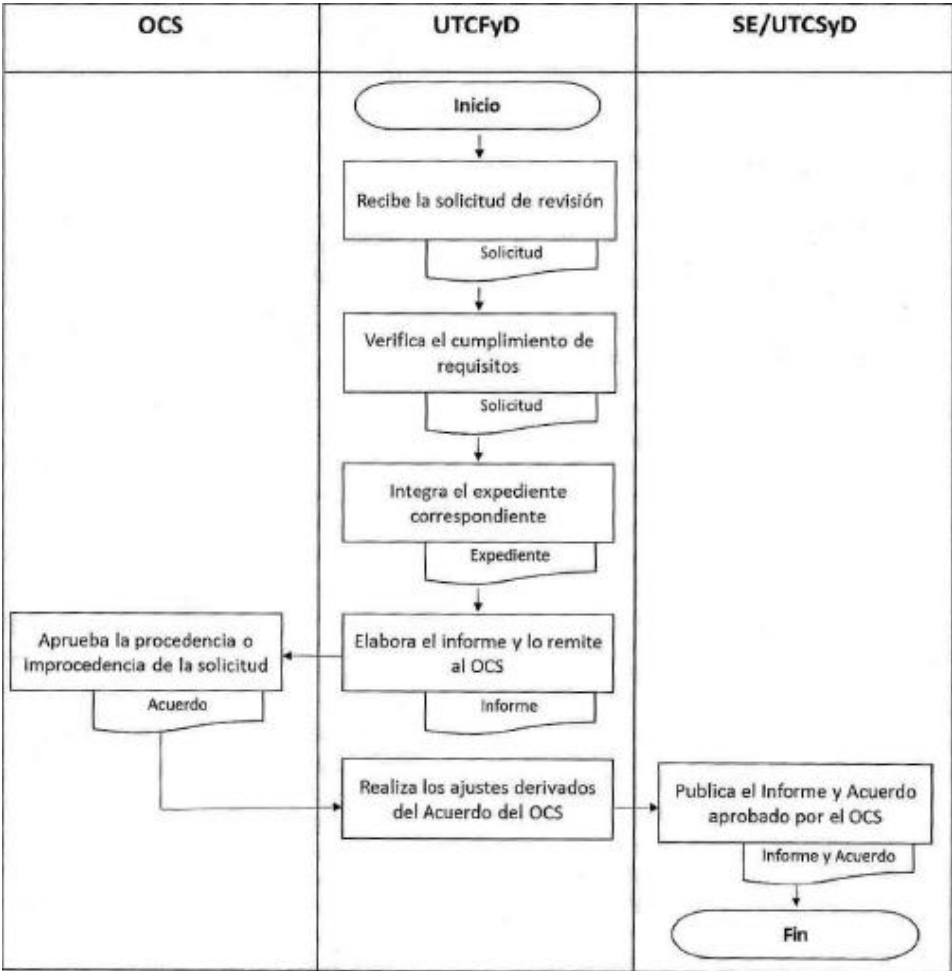 OCS
UTCFyD
SE/UTCSyD
Inicio
Recibe la solicitud de revisión
Solicitud
Verifica el cumplimiento de
requisitos
Solicitud
Integra el expediente
correspondiente
Expediente
Aprueba la procedencia o
improcedencia de la solicitud
Acuerdo
Elabora el informe y lo remite
al OCS
Informe
Realiza los ajustes derivados
del Acuerdo del OCS
Publica el Informe y Acuerdo
aprobado por el OCS
Informe y Acuerdo
Fin